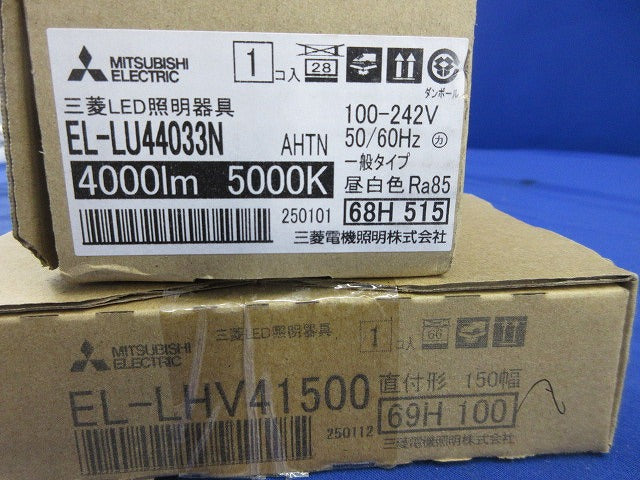 MITSUBISHI
ELECTRIC
1 コ入
28
ダンボール
三菱LED照明器具
EL-LU44033N
AHTN
100-242V
50/60Hz カ
一般タイプ
4000lm 5000K
昼白色 Ra85
250101
68H 515
三菱電機照明株式会社
MITSUBISHI
ELECTRIC
三菱LED照明器具
1 コ入
66
EL-LHV41500
直付形 150幅
69H 100
250112
三菱電機照明株式会社